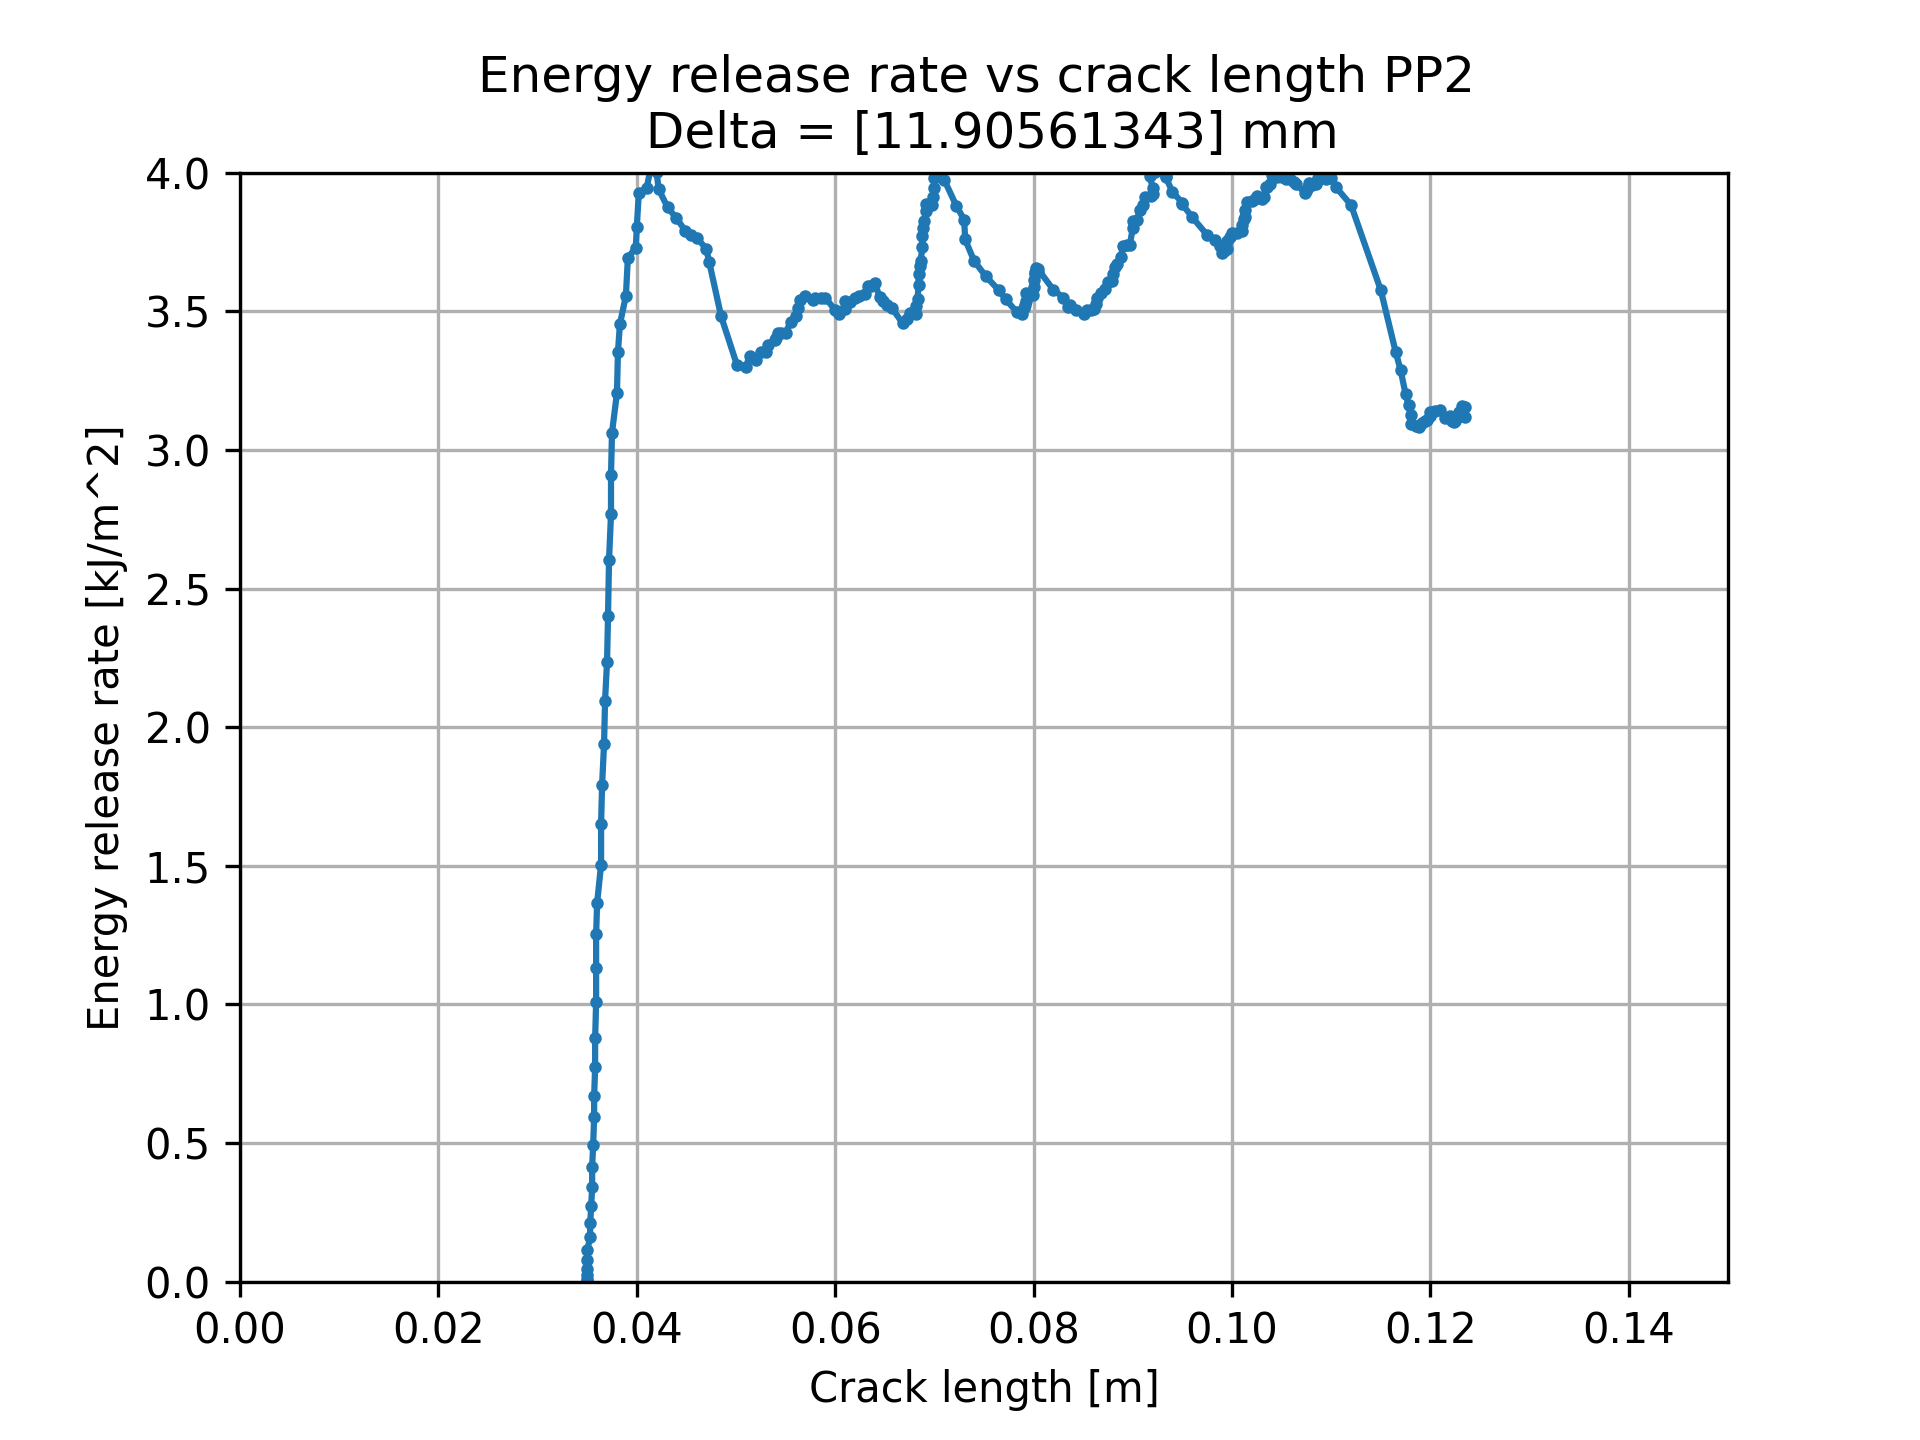 Energy release rate vs crack length PP2
Delta = [11.90561343] mm
Energy release rate [kJ/m^2]
4.0
3.5
3.0
2.5
2.0
1.5
1.0
0.5
0.0
0.00 0.02 0.04 0.06 0.08 0.10 0.12 0.14
Crack length [m]